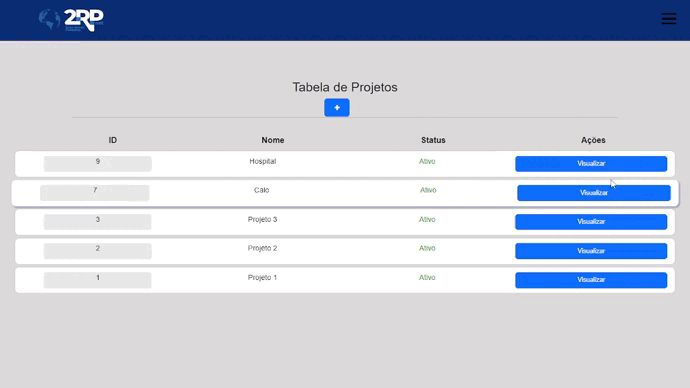 2RP
Tabela de Projetos
+
ID Nome Status Ações
9 Hospital Ativo Visualizar
7 Caló Ativo Visualizar
3 Projeto 3 Ativo Visualizar
2 Projeto 2 Ativo Visualizar
1 Projeto 1 Ativo Visualizar